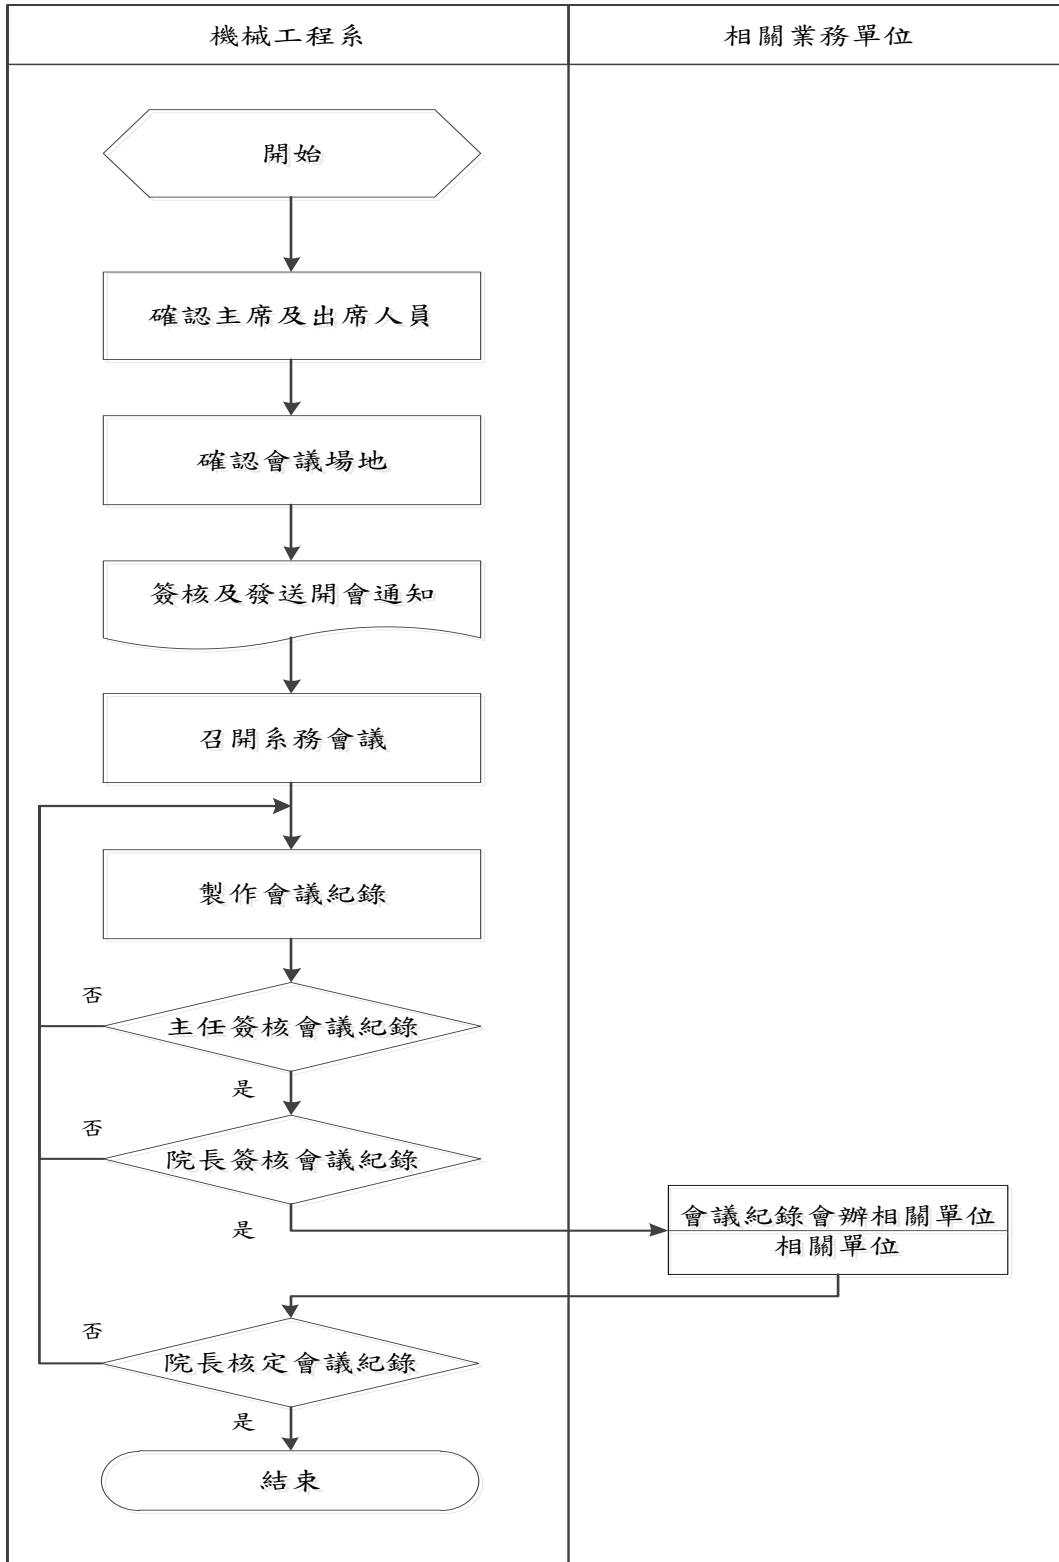 機械工程系
相關業務單位
開始
確認主席及出席人員
確認會議場地
簽核及發送開會通知
召開系務會議
製作會議紀錄
否
主任簽核會議紀錄
是
否
院長簽核會議紀錄
是
會議紀錄會辦相關單位
相關單位
否
院長核定會議紀錄
是
結束